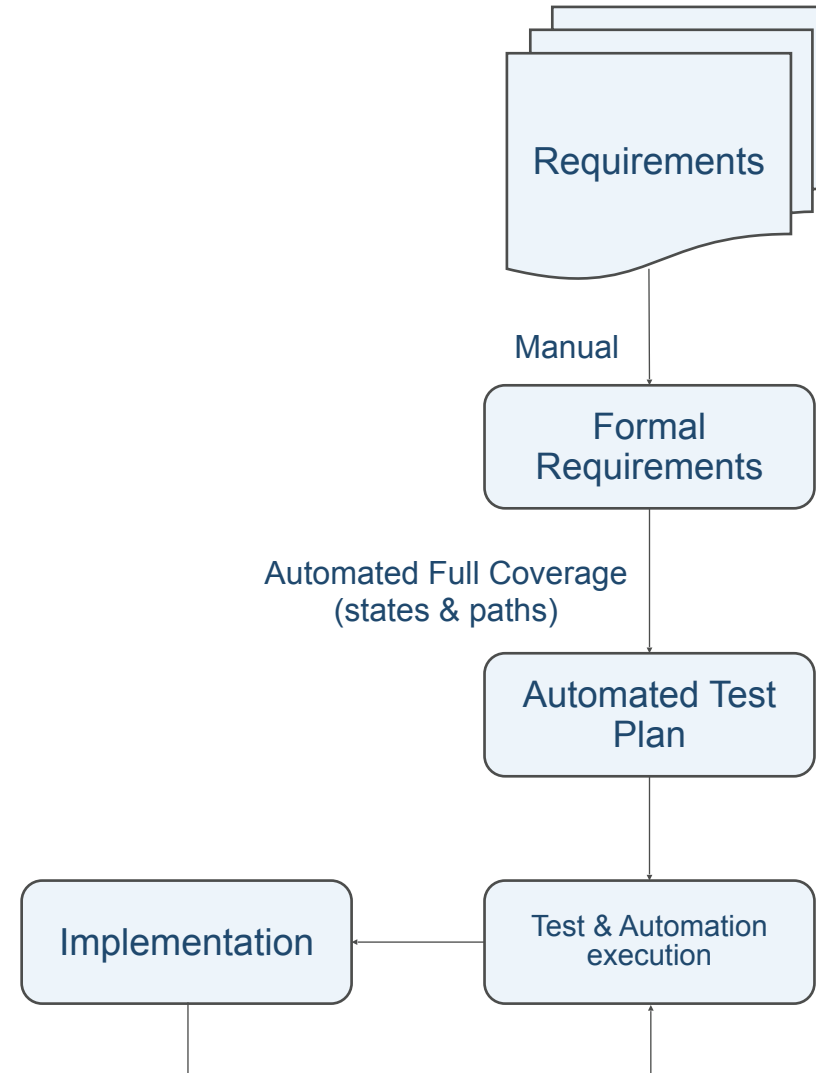 Requirements
Manual
Formal
Requirements
Automated Full Coverage
(states & paths)
Automated Test
Plan
Implementation
Test & Automation
execution